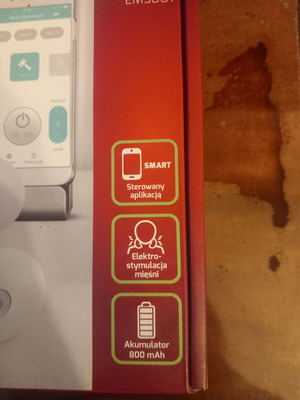 SMART
Sterowany
aplikacją
Elektro-
stymulacja
mięśni
Akumulator
800 mAh